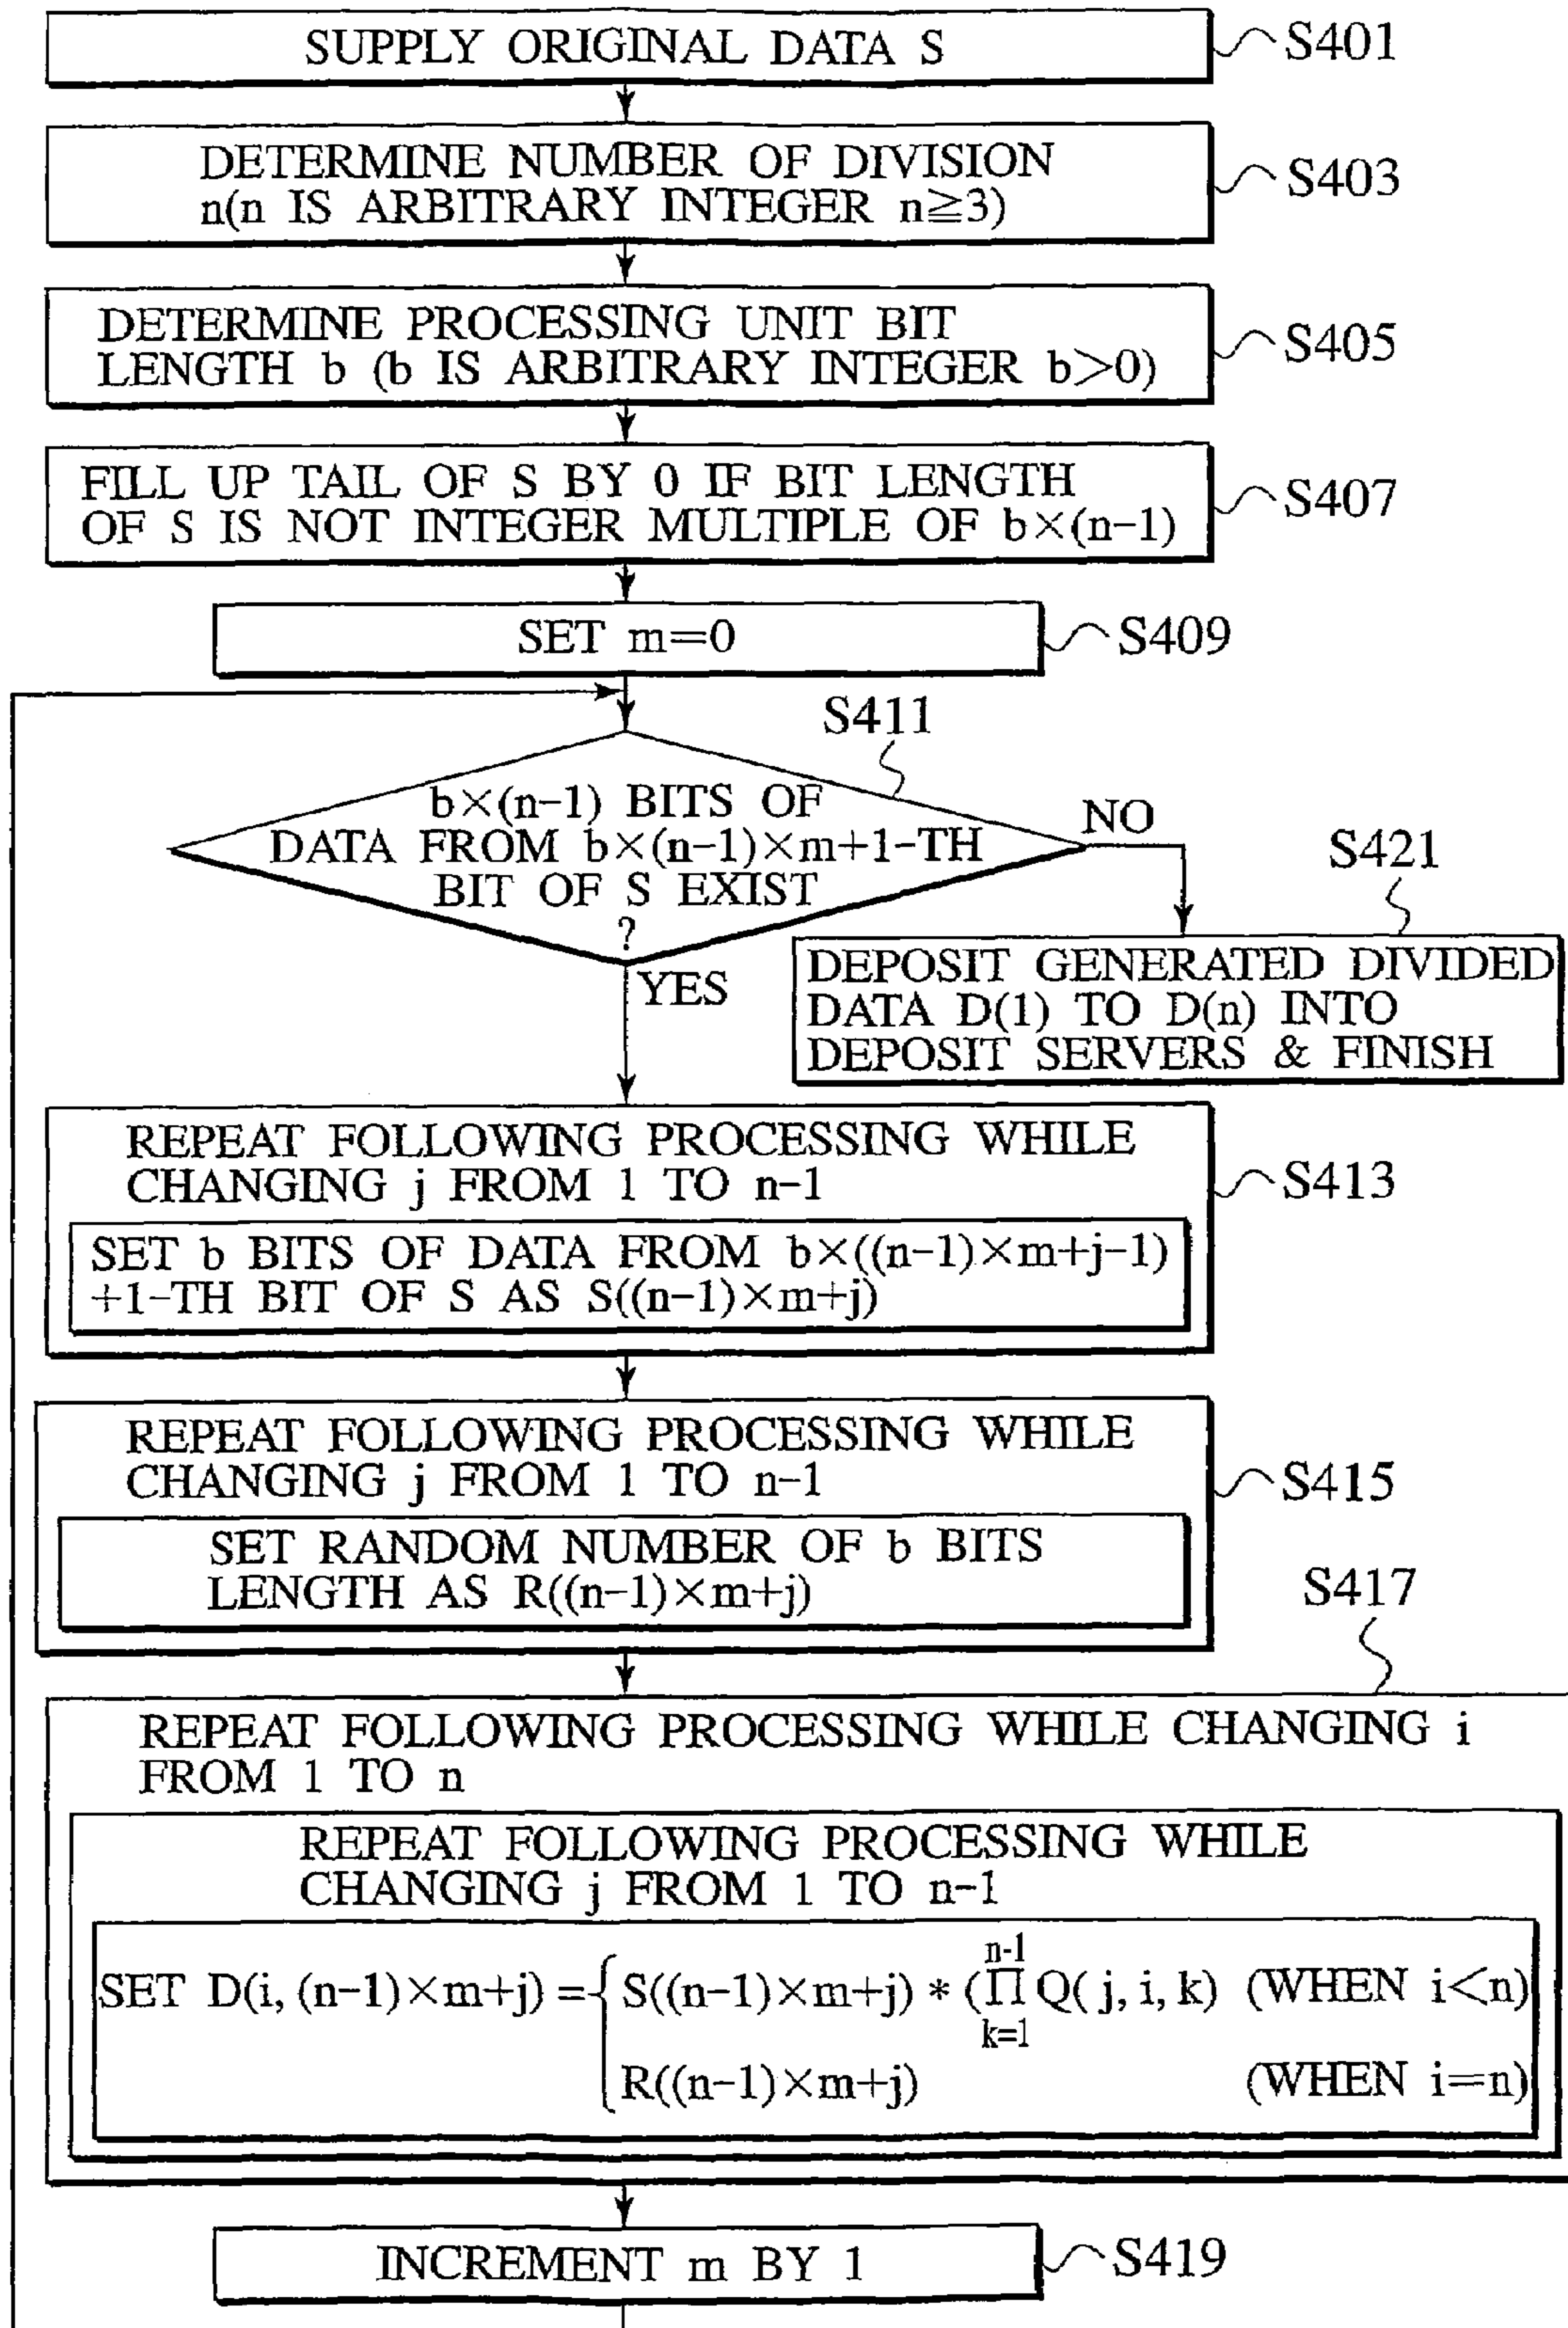 SUPPLY ORIGINAL DATA S
S401
DETERMINE NUMBER OF DIVISION
n(n IS ARBITRARY INTEGER n≧3)
S403
DETERMINE PROCESSING UNIT BIT
LENGTH b (b IS ARBITRARY INTEGER b>0)
S405
FILL UP TAIL OF S BY 0 IF BIT LENGTH
OF S IS NOT INTEGER MULTIPLE OF b×(n-1)
S407
SET m=0
S409
S411
b×(n-1) BITS OF
DATA FROM b×(n-1)×m+1-TH
BIT OF S EXIST
?
NO
YES
S421
DEPOSIT GENERATED DIVIDED
DATA D(1) TO D(n) INTO
DEPOSIT SERVERS & FINISH
REPEAT FOLLOWING PROCESSING WHILE
CHANGING j FROM 1 TO n-1
S413
SET b BITS OF DATA FROM b×((n-1)×m+j-1)
+1-TH BIT OF S AS S((n-1)×m+j)
REPEAT FOLLOWING PROCESSING WHILE
CHANGING j FROM 1 TO n-1
S415
SET RANDOM NUMBER OF b BITS
LENGTH AS R((n-1)×m+j)
S417
REPEAT FOLLOWING PROCESSING WHILE CHANGING i
FROM 1 TO n
REPEAT FOLLOWING PROCESSING WHILE
CHANGING j FROM 1 TO n-1
n-1
SET D(i, (n-1)×m+j) = { S((n-1)×m+j) * (∏ Q( j, i, k) (WHEN i<n)
k=1
R((n-1)×m+j) (WHEN i=n)
INCREMENT m BY 1
S419